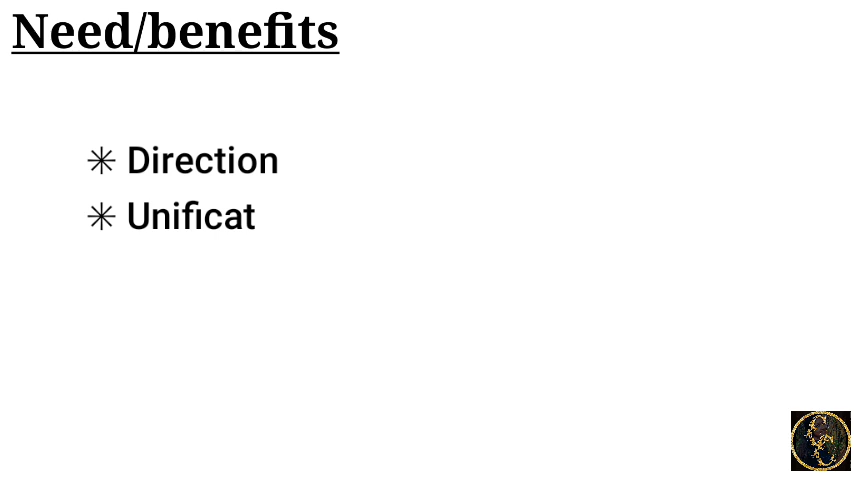 Need/benefits
✳ Direction
✳ Unificat